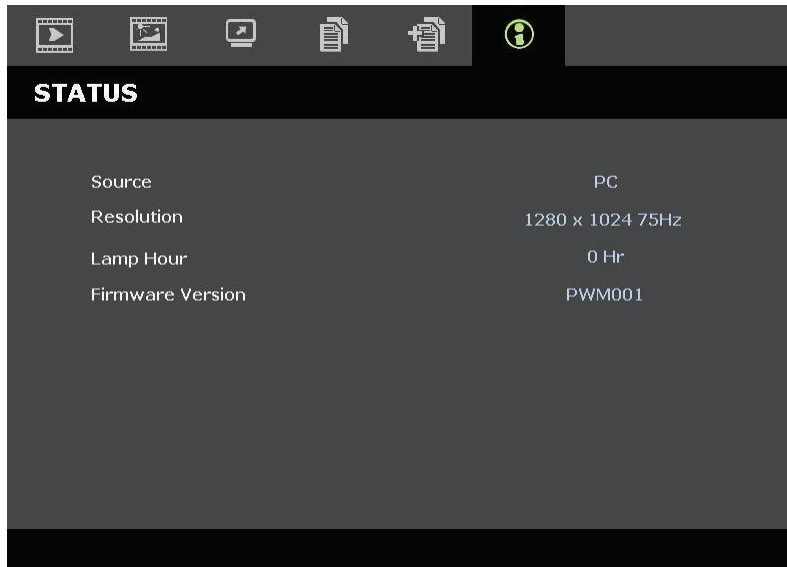 STATUS
Source PC
Resolution 1280 x 1024 75Hz
Lamp Hour 0 Hr
Firmware Version PWM001